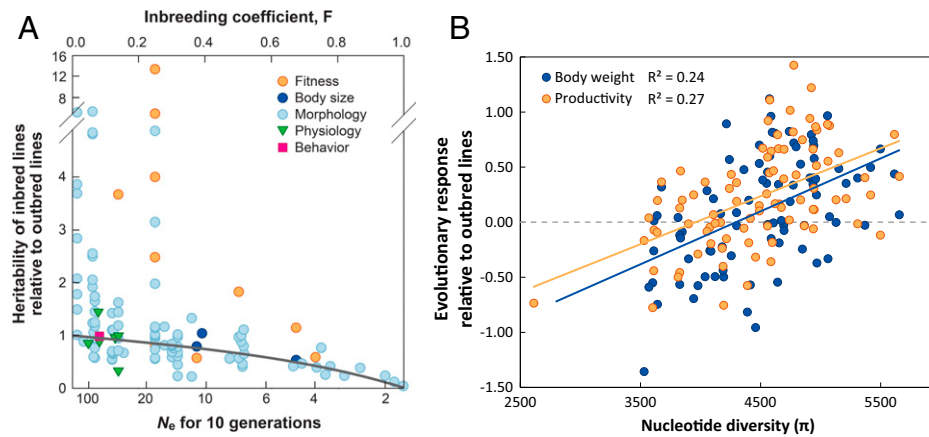 A
Inbreeding coefficient, F
0.0 0.2 0.4 0.6 0.8 1.0
Heritability of inbred lines
relative to outbred lines
16
12
8
4
3
2
1
0
Fitness
Body size
Morphology
Physiology
Behavior
100 20 10 6 4 2
Ne for 10 generations
B
Evolutionary response
relative to outbred lines
1.50
1.00
0.50
0.00
-0.50
-1.00
-1.50
Body weight R² = 0.24
Productivity R² = 0.27
2500 3500 4500 5500
Nucleotide diversity (π)